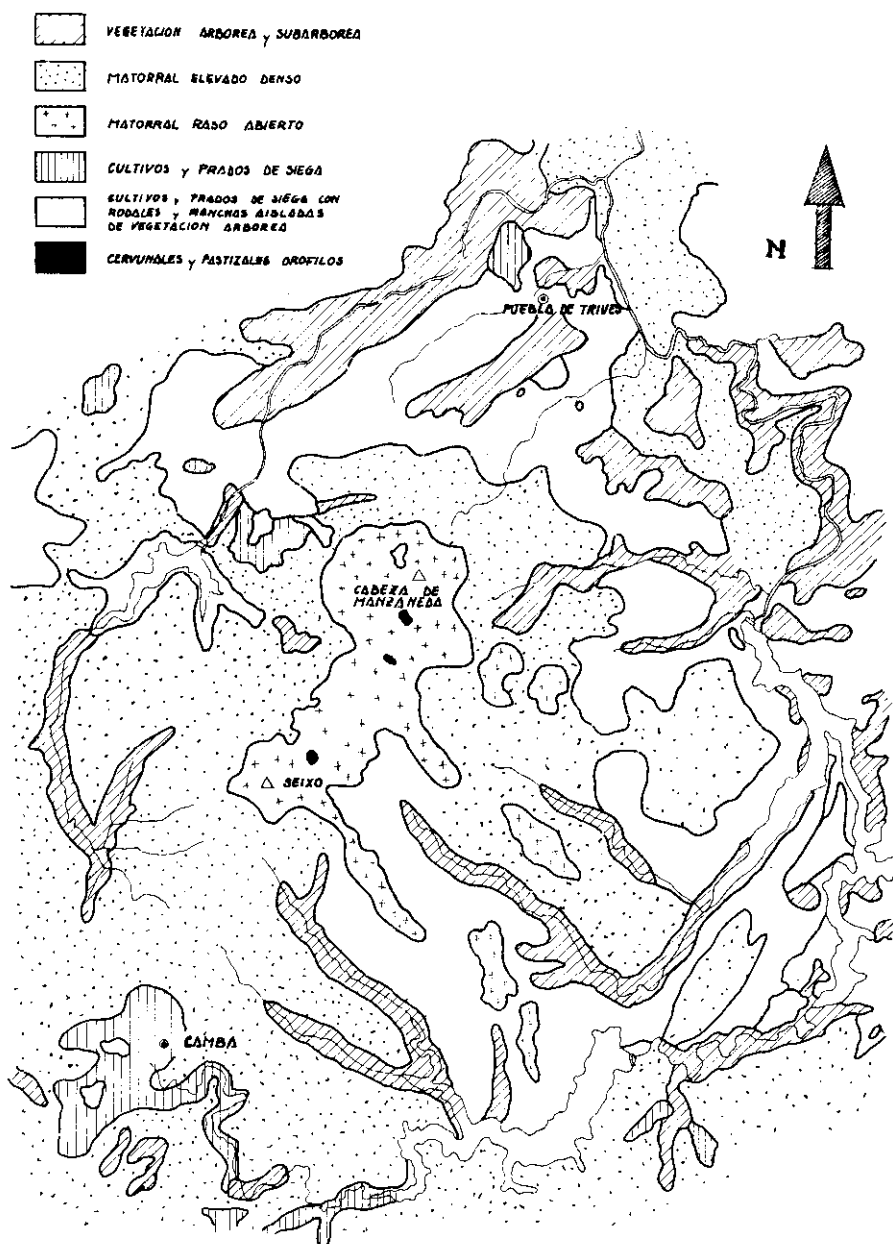 VEGETACION ARBOREA y SUBARBOREA
MATORRAL ELEVADO DENSO
MATORRAL RASO ABIERTO
CULTIVOS y PRADOS DE SIEGA
CULTIVOS y PRADOS DE SIEGA CON
RODALES y MANCHAS AISLADAS
DE VEGETACION ARBOREA
CERVUNALES y PASTIZALES OROFILOS
N
PUEBLA DE TRIVES
CABEZA DE
MANZANEDA
SEIXO
CAMBA